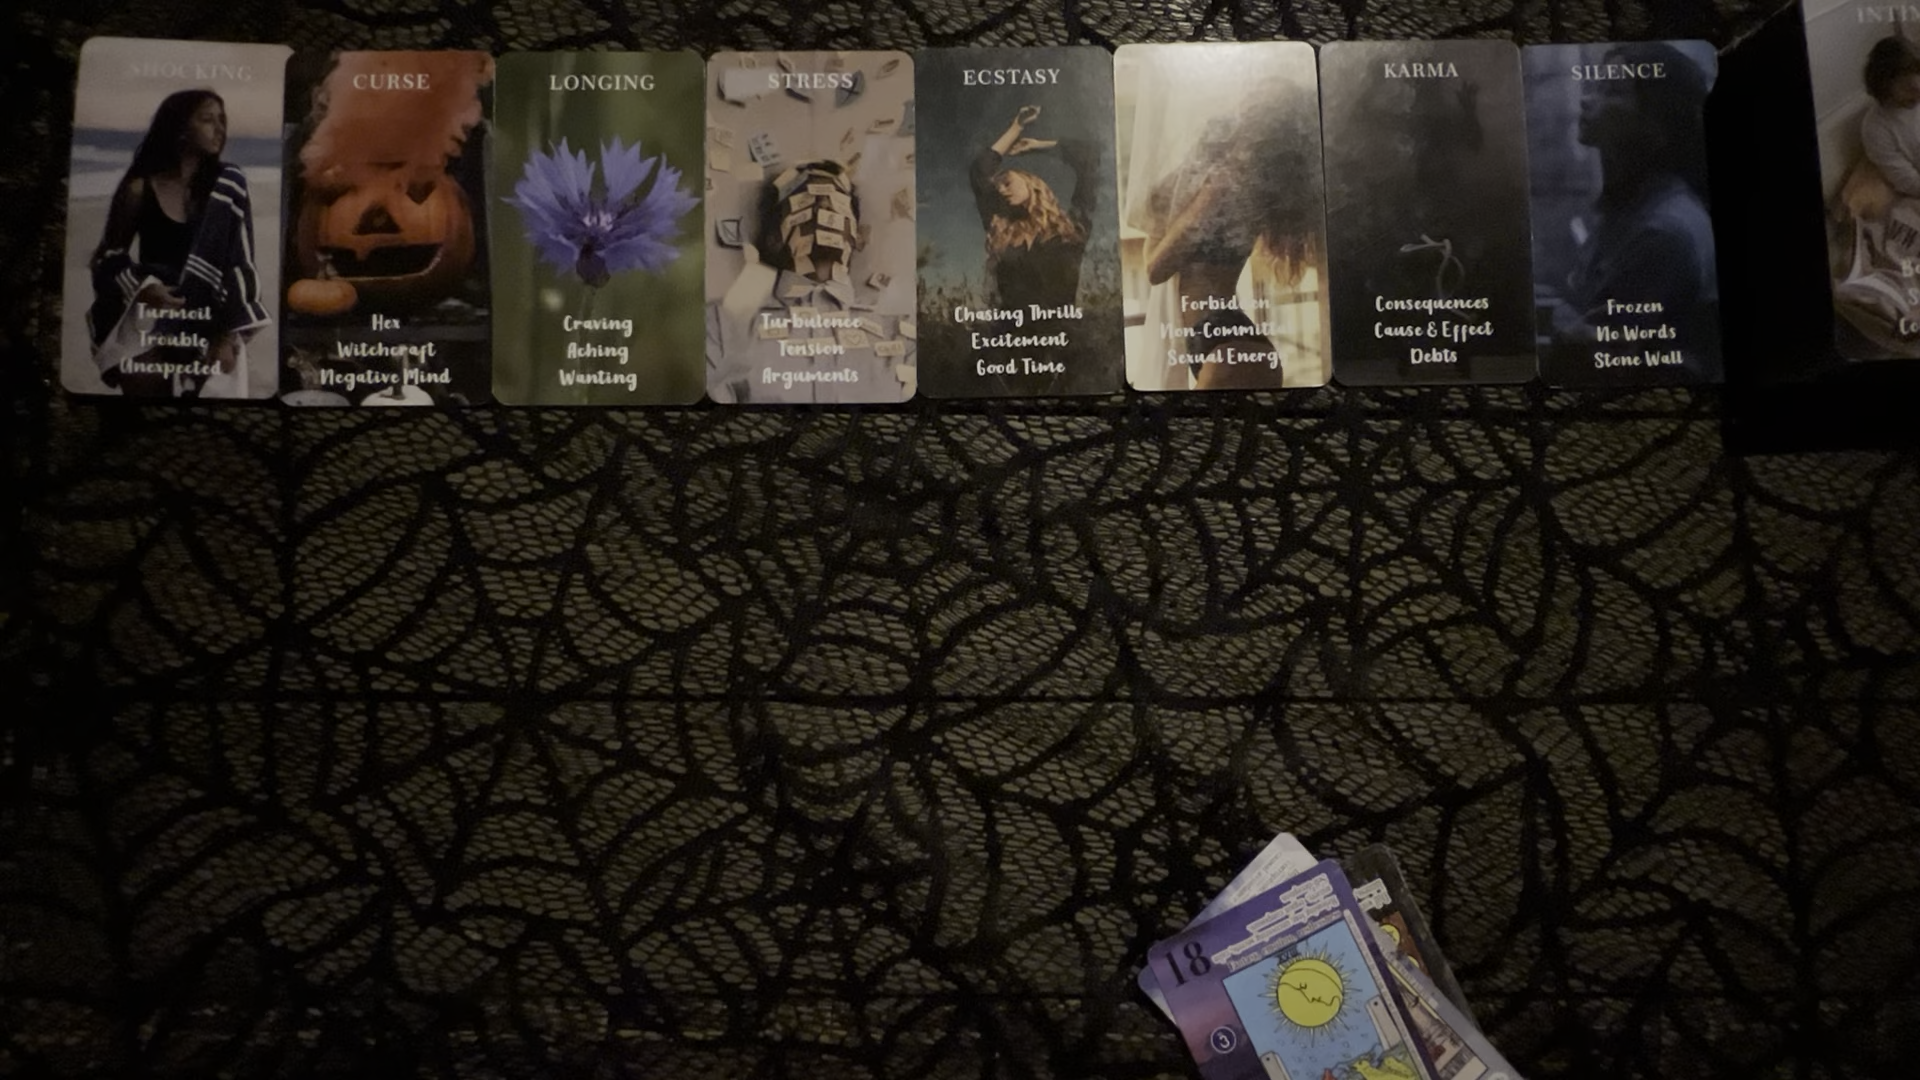 SHOCKING
Turmoil
Trouble
Unexpected
CURSE
Hex
Witchcraft
Negative Mind
LONGING
Craving
Aching
Wanting
STRESS
Turbulence
Tension
Arguments
ECSTASY
Chasing Thrills
Excitement
Good Time
Forbidden
Sexual Energy
KARMA
Consequences
Cause & Effect
Debts
SILENCE
Frozen
No Words
Stone Wall
18
3